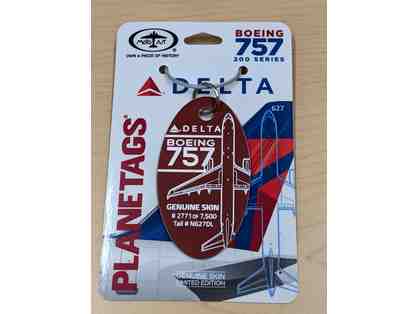 MotoArt
OWN A PIECE OF HISTORY
BOEING
757
200 SERIES
DELTA
627
PLANETAGS
DELTA
BOEING
757
GENUINE SKIN
# 2771 OF 7,500
Tail # N627DL
GENUINE SKIN
LIMITED EDITION